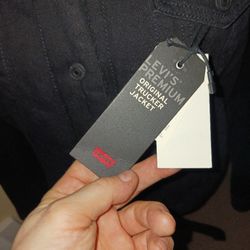 LEVI'S
PREMIUM
ORIGINAL
TRUCKER
JACKET